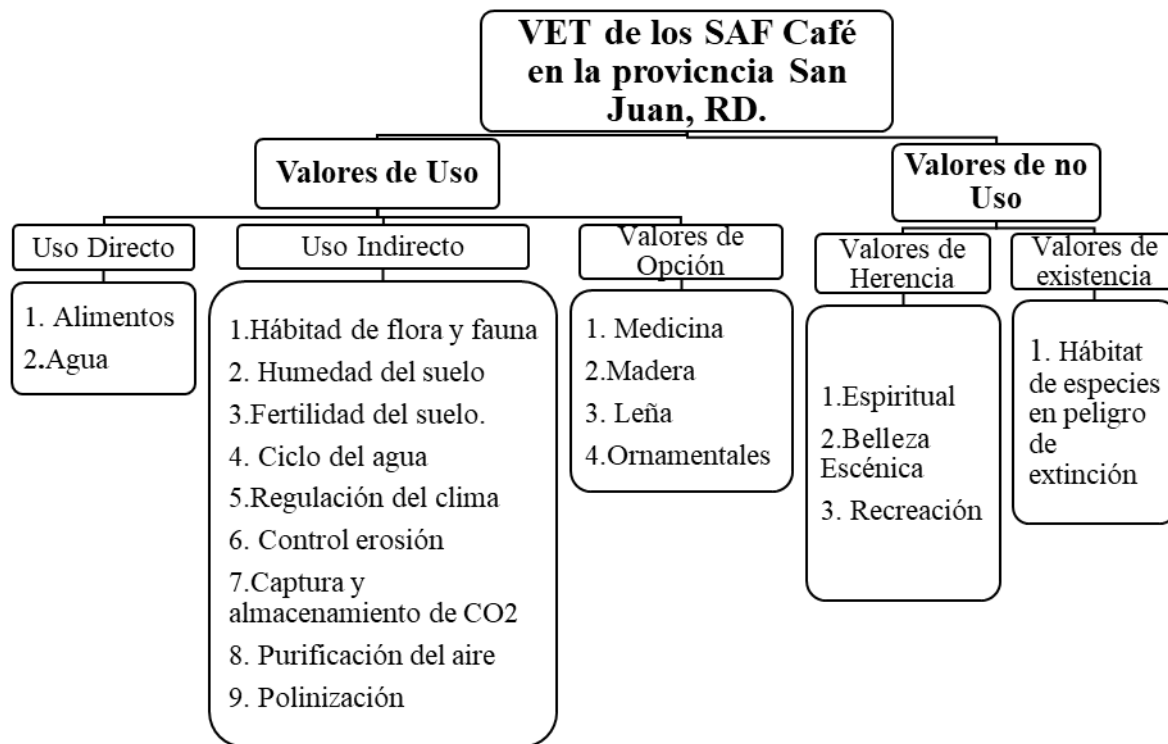 VET de los SAF Café
en la provicncia San
Juan, RD.
Valores de Uso
Valores de no
Uso
Uso Directo
Uso Indirecto
Valores de
Opción
Valores de
Herencia
Valores de
existencia
1. Alimentos
2.Agua
1.Hábitad de flora y fauna
2. Humedad del suelo
3.Fertilidad del suelo.
4. Ciclo del agua
5.Regulación del clima
6. Control erosión
7.Captura y
almacenamiento de CO2
8. Purificación del aire
9. Polinización
1. Medicina
2.Madera
3. Leña
4.Ornamentales
1.Espiritual
2.Belleza
Escénica
3. Recreación
1. Hábitat
de especies
en peligro
de
extinción